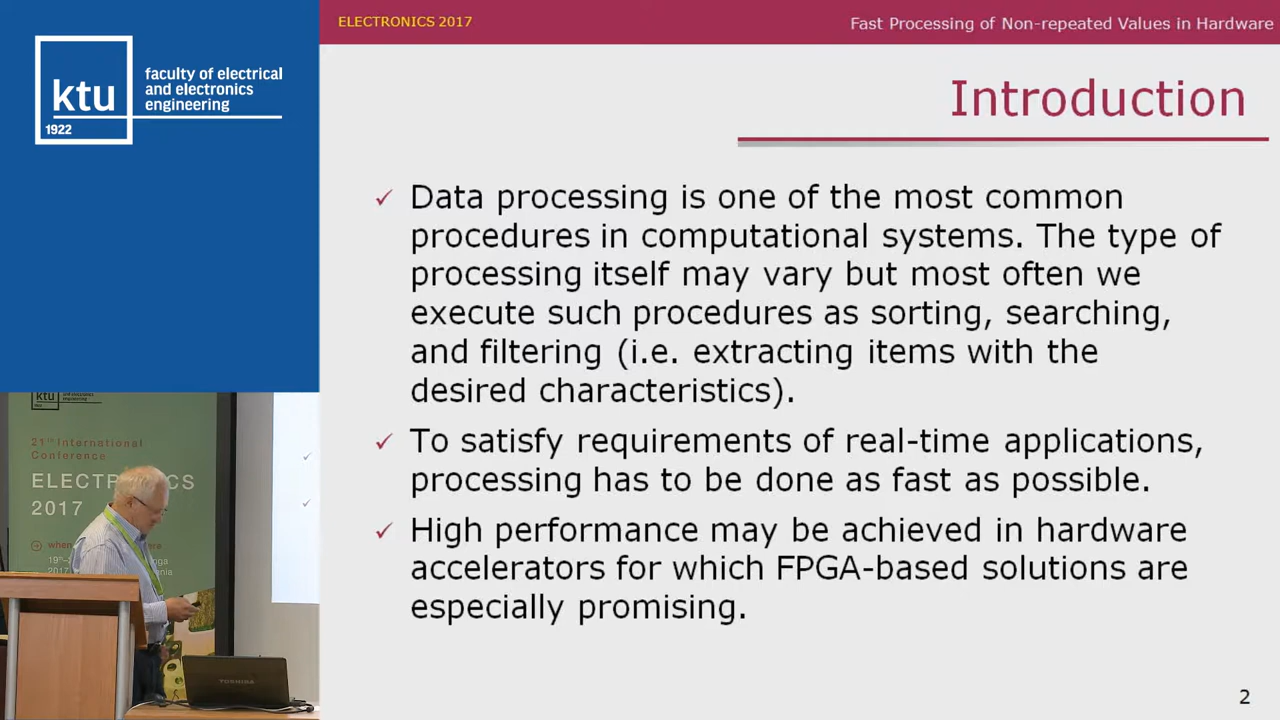 ELECTRONICS 2017
Fast Processing of Non-repeated Values in Hardware
ktu
1922
faculty of electrical
and electronics
engineering
Introduction
✓ Data processing is one of the most common
procedures in computational systems. The type of
processing itself may vary but most often we
execute such procedures as sorting, searching,
and filtering (i.e. extracting items with the
desired characteristics).
✓ To satisfy requirements of real-time applications,
processing has to be done as fast as possible.
✓ High performance may be achieved in hardware
accelerators for which FPGA-based solutions are
especially promising.
2
ktu
21st International
Conference
ELECTRONICS
2017
TOSHIBA